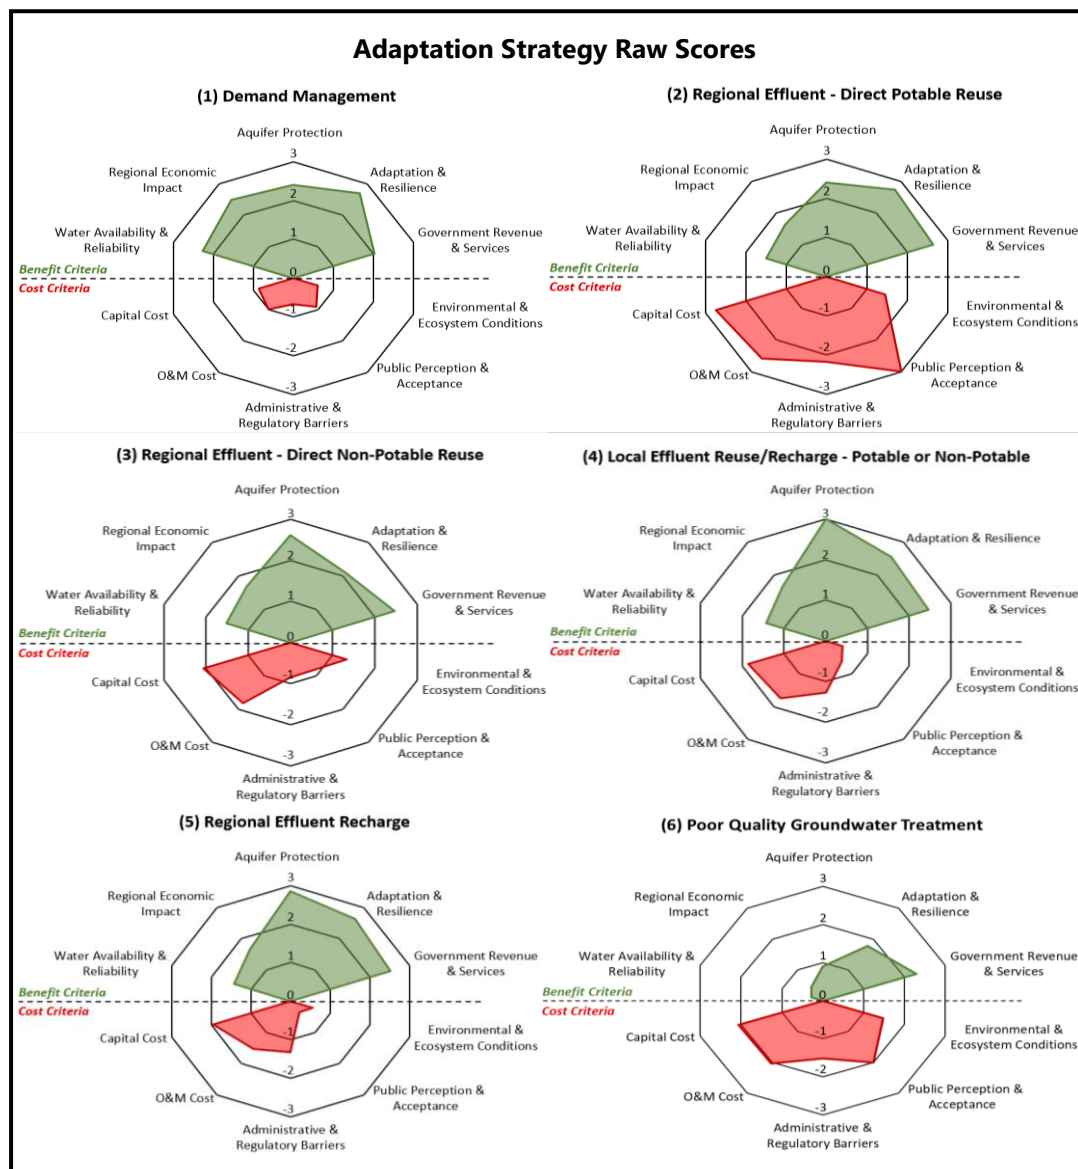 Adaptation Strategy Raw Scores
(1) Demand Management
Aquifer Protection
3
Regional Economic
Impact
Adaptation &
Resilience
2
Water Availability &
Reliability
Government Revenue
& Services
1
Benefit Criteria
0
Cost Criteria
Capital Cost
-1
Environmental &
Ecosystem Conditions
-2
O&M Cost
Public Perception &
Acceptance
-3
Administrative &
Regulatory Barriers
(2) Regional Effluent - Direct Potable Reuse
Aquifer Protection
3
Regional Economic
Impact
Adaptation &
Resilience
2
Water Availability &
Reliability
Government Revenue
& Services
1
Benefit Criteria
0
Cost Criteria
Capital Cost
-1
Environmental &
Ecosystem Conditions
-2
O&M Cost
Public Perception &
Acceptance
-3
Administrative &
Regulatory Barriers
(3) Regional Effluent - Direct Non-Potable Reuse
Aquifer Protection
3
Regional Economic
Impact
Adaptation &
Resilience
2
Water Availability &
Reliability
Government Revenue
& Services
1
Benefit Criteria
0
Cost Criteria
Capital Cost
-1
Environmental &
Ecosystem Conditions
-2
O&M Cost
Public Perception &
Acceptance
-3
Administrative &
Regulatory Barriers
(4) Local Effluent Reuse/Recharge - Potable or Non-Potable
Aquifer Protection
3
Regional Economic
Impact
Adaptation & Resilience
2
Water Availability &
Reliability
Government Revenue
& Services
1
Benefit Criteria
0
Cost Criteria
Capital Cost
-1
Environmental &
Ecosystem Conditions
-2
O&M Cost
Public Perception &
Acceptance
-3
Administrative &
Regulatory Barriers
(5) Regional Effluent Recharge
Aquifer Protection
3
Regional Economic
Impact
Adaptation &
Resilience
2
Water Availability &
Reliability
Government Revenue
& Services
1
Benefit Criteria
0
Cost Criteria
Capital Cost
-1
Environmental &
Ecosystem Conditions
-2
O&M Cost
Public Perception &
Acceptance
-3
Administrative &
Regulatory Barriers
(6) Poor Quality Groundwater Treatment
Aquifer Protection
3
Regional Economic
Impact
Adaptation &
Resilience
2
Water Availability &
Reliability
Government Revenue
& Services
1
Benefit Criteria
0
Cost Criteria
Capital Cost
-1
Environmental &
Ecosystem Conditions
-2
O&M Cost
Public Perception &
Acceptance
-3
Administrative &
Regulatory Barriers